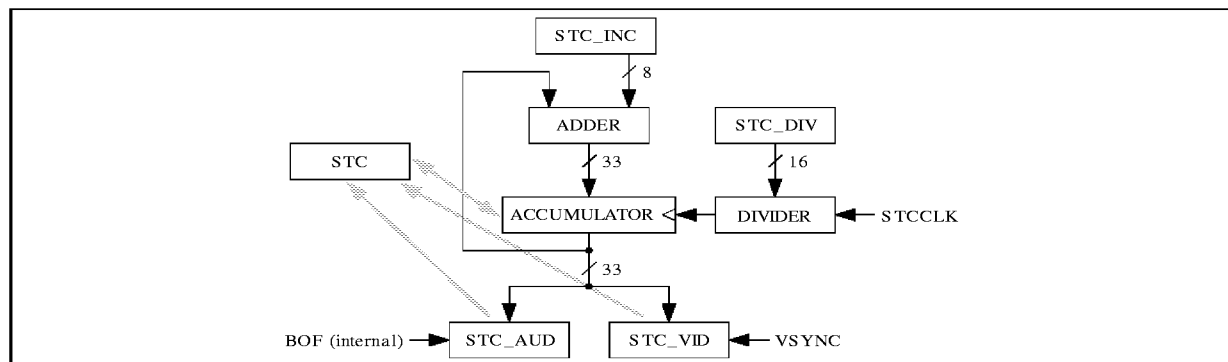 STC_INC
8
ADDER
STC_DIV
STC
33
16
ACCUMULATOR
DIVIDER
STCCLK
33
BOF (internal)
STC_AUD
STC_VID
VSYNC